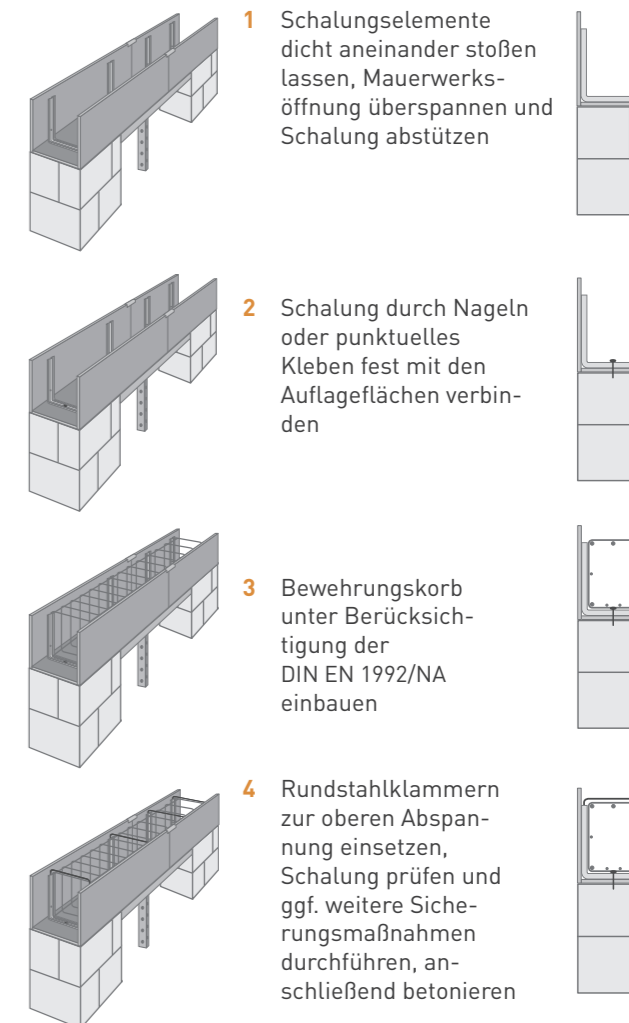 1 Schalungselemente
dicht aneinander stoßen
lassen, Mauerwerks-
öffnung überspannen und
Schalung abstützen
2 Schalung durch Nageln
oder punktuelles
Kleben fest mit den
Auflageflächen verbin-
den
3 Bewehrungskorb
unter Berücksich-
tigung der
DIN EN 1992/NA
einbauen
4 Rundstahlklammern
zur oberen Abspan-
nung einsetzen,
Schalung prüfen und
ggf. weitere Siche-
rungsmaßnahmen
durchführen, an-
schließend betonieren